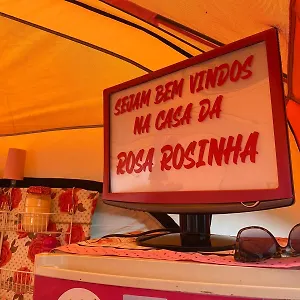 SEJAM BEM VINDOS
NA CASA DA
ROSA ROSINHA